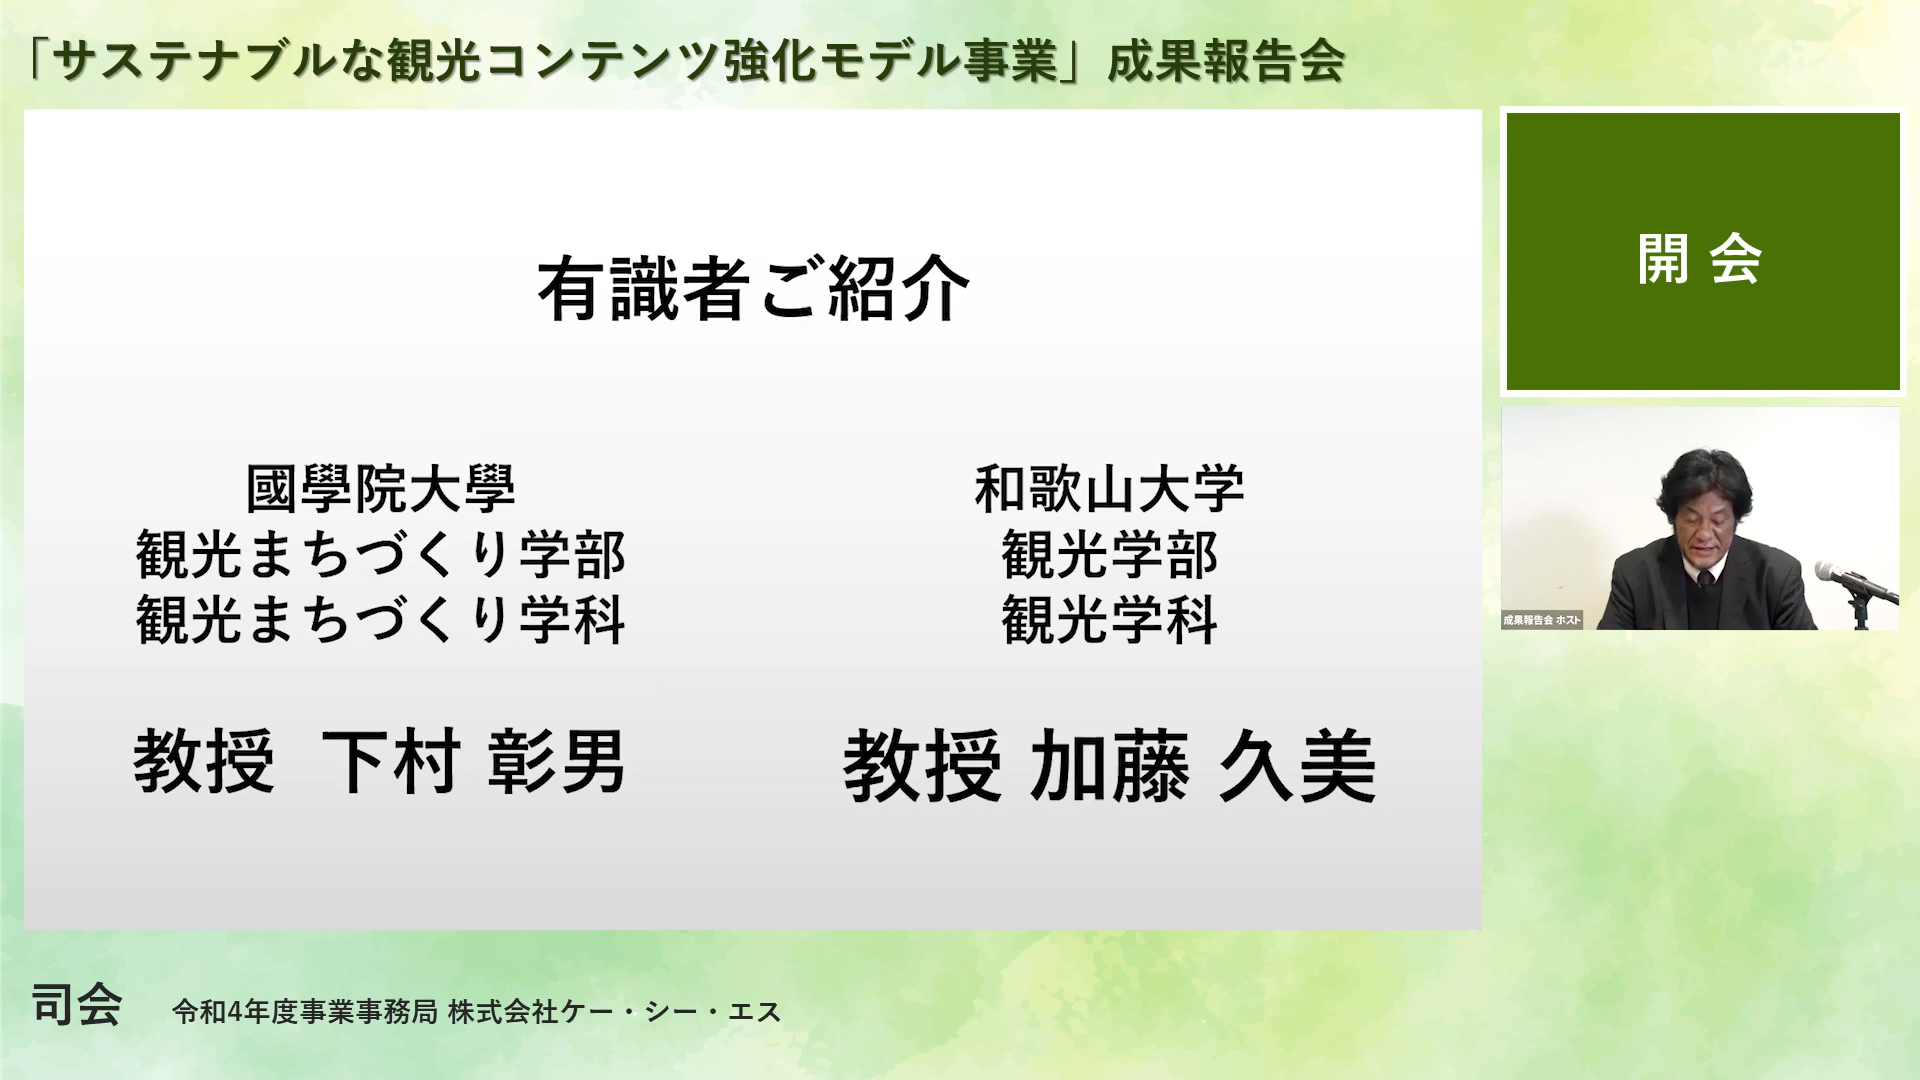 「サステナブルな観光コンテンツ強化モデル事業」成果報告会
有識者ご紹介
國學院大學
観光まちづくり学部
観光まちづくり学科
教授 下村 彰男
和歌山大学
観光学部
観光学科
教授 加藤 久美
開 会
成果報告会 ホスト
司会 令和4年度事業事務局 株式会社ケー・シー・エス